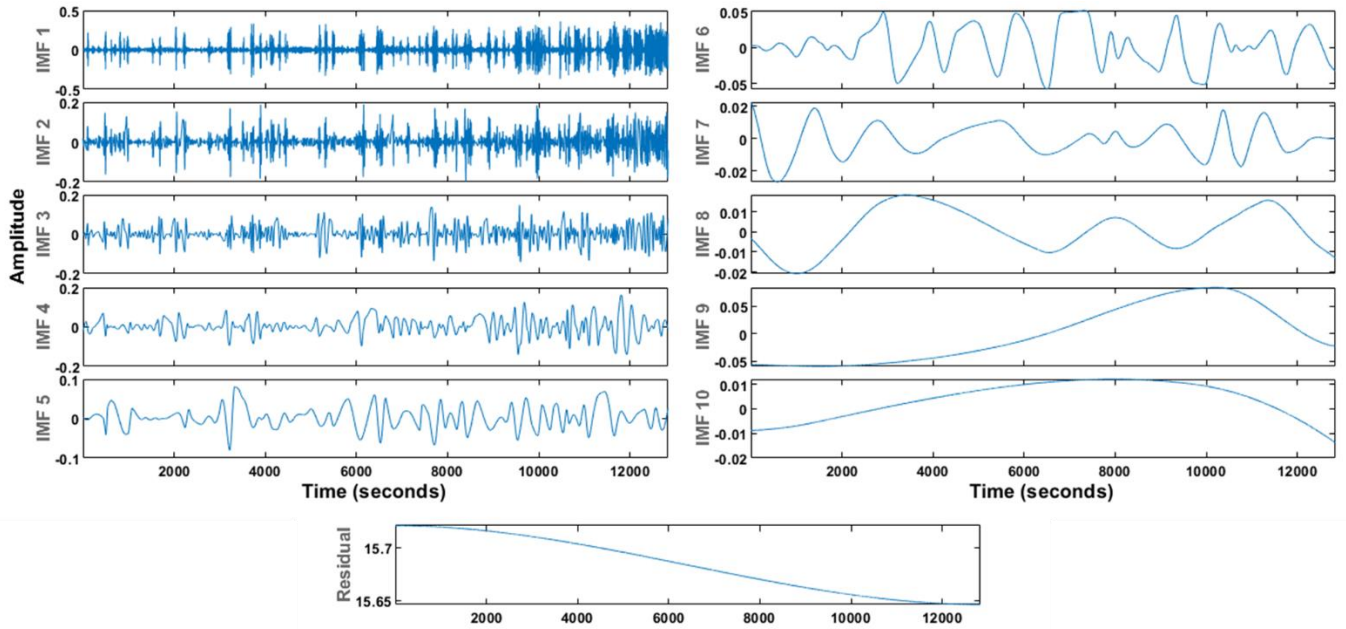 Amplitude
IMF 1
0.5
0
-0.5
IMF 2
0.2
0
-0.2
IMF 3
0.2
0
-0.2
IMF 4
0.2
0
-0.2
IMF 5
0.1
0
-0.1
2000 4000 6000 8000 10000 12000
Time (seconds)
IMF 6
0.05
0
-0.05
IMF 7
0.02
0
-0.02
IMF 8
0.01
0
-0.01
-0.02
IMF 9
0.05
0
-0.05
IMF 10
0.01
0
-0.01
-0.02
2000 4000 6000 8000 10000 12000
Time (seconds)
Residual
15.7
15.65
2000 4000 6000 8000 10000 12000